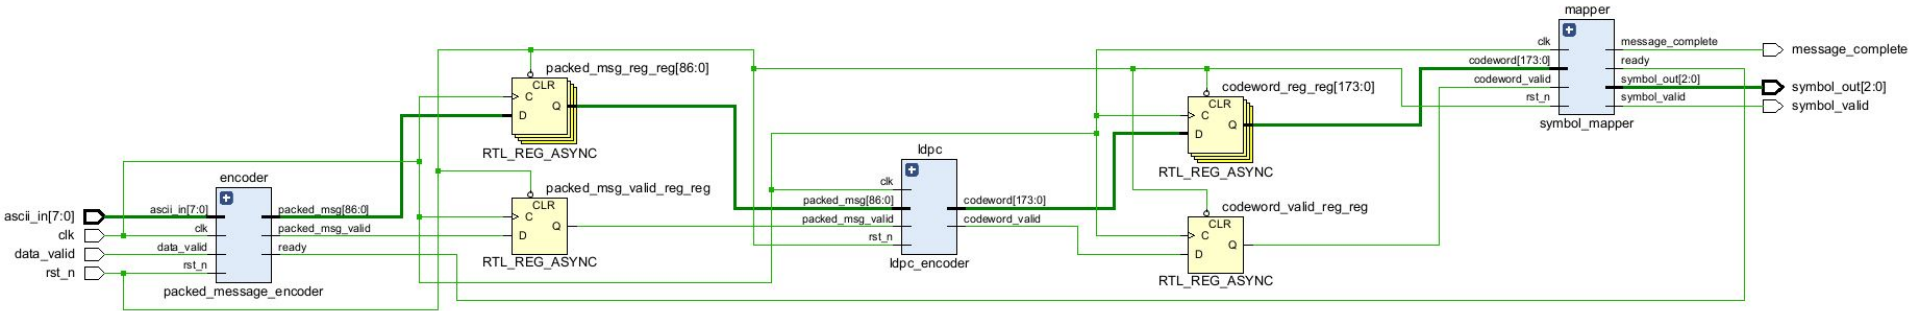 mapper
clk
codeword[173:0]
codeword_valid
rst_n
message_complete
ready
symbol_out[2:0]
symbol_valid
symbol_mapper
message_complete
symbol_out[2:0]
symbol_valid
packed_msg_reg_reg[86:0]
CLR
C
D
Q
RTL_REG_ASYNC
codeword_reg_reg[173:0]
CLR
C
D
Q
RTL_REG_ASYNC
ldpc
clk
packed_msg[86:0]
packed_msg_valid
rst_n
codeword[173:0]
codeword_valid
ldpc_encoder
encoder
ascii_in[7:0]
clk
data_valid
rst_n
ascii_in[7:0]
clk
data_valid
rst_n
packed_msg[86:0]
packed_msg_valid
ready
packed_message_encoder
packed_msg_valid_reg_reg
CLR
C
D
Q
RTL_REG_ASYNC
codeword_valid_reg_reg
CLR
C
D
Q
RTL_REG_ASYNC